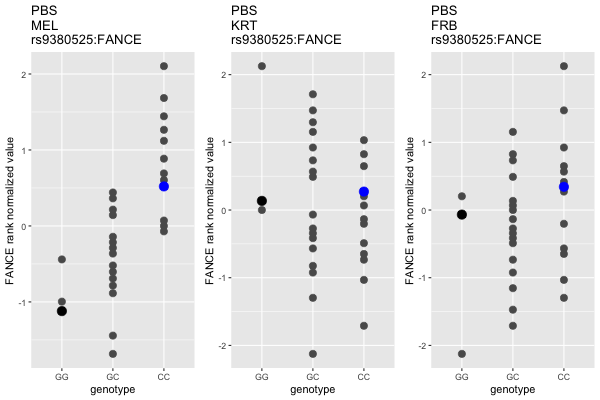 PBS
MEL
rs9380525:FANCE
FANCE rank normalized value
2
1
0
-1
GG
GC
CC
genotype
PBS
KRT
rs9380525:FANCE
FANCE rank normalized value
2
1
0
-1
-2
GG
GC
CC
genotype
PBS
FRB
rs9380525:FANCE
FANCE rank normalized value
2
1
0
-1
-2
GG
GC
CC
genotype